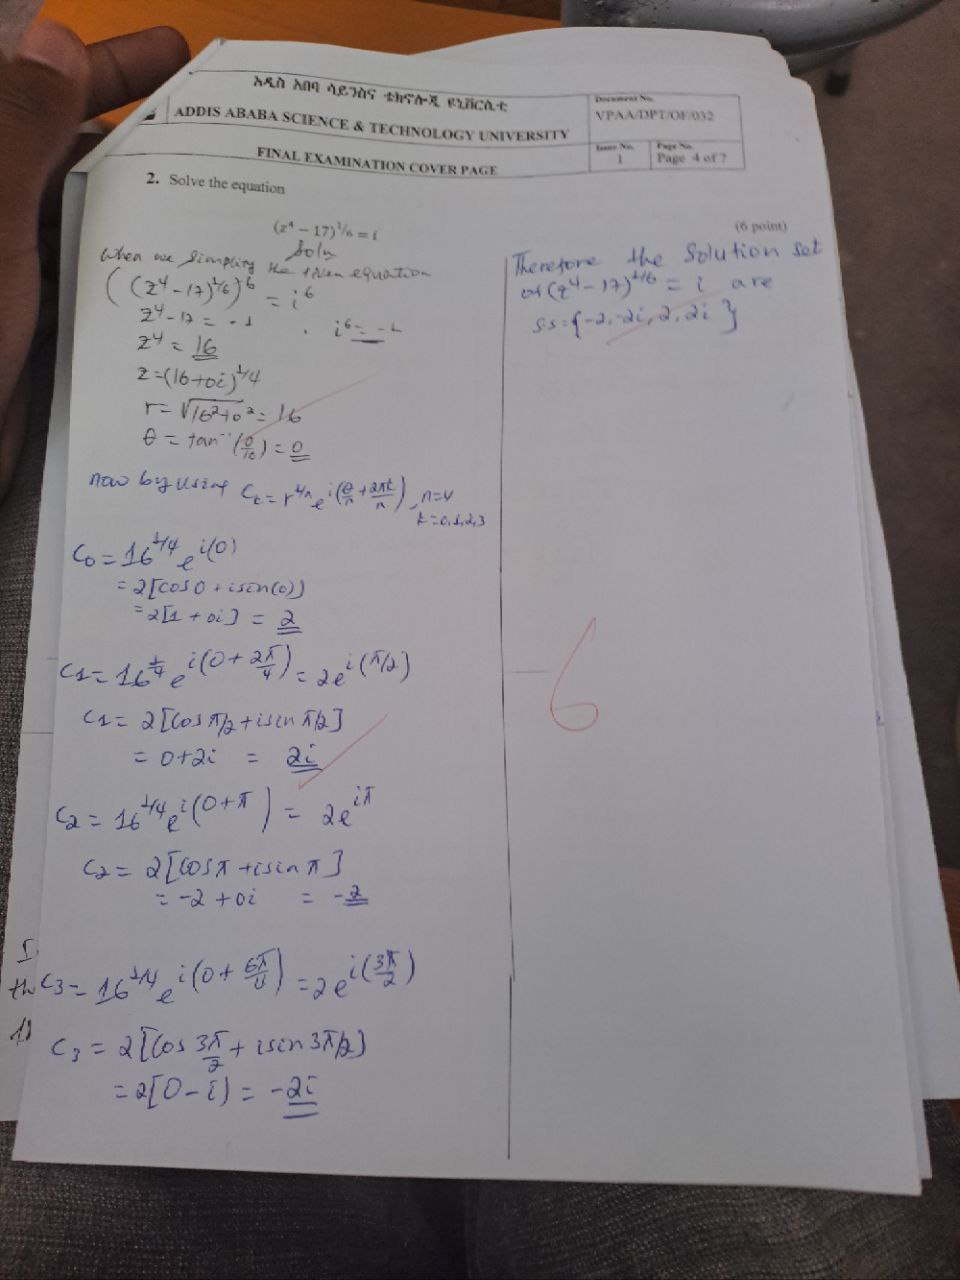 አዲስ አበባ ሳይንስና ቴክኖሎጂ ዩኒቨርሲቲ
ADDIS ABABA SCIENCE & TECHNOLOGY UNIVERSITY
FINAL EXAMINATION COVER PAGE
Document No.
VPAA/DPT/OF/032
Issue No.
1
Page No.
Page 4 of 7
2. Solve the equation
(z⁴ – 17)^1/6 = i
(6 point)
Soln
When we Simplify the given equation
((z⁴-17)^1/6)^6 = i^6
z⁴-17 = -1 . i^6 = -1
z⁴ = 16
z=(16+0i)^1/4
r = √16²+0² = 16
θ = tan⁻¹(0/16) = 0
now by using C_k = r^1/n e^i(θ/n + 2πk/n), n=4
k=0,1,2,3
C0 = 16^1/4 e^i(0)
= 2[cos0 + isin(0)]
= 2[1 + 0i] = 2
C1 = 16^1/4 e^i(0 + 2π/4) = 2e^i(π/2)
C1 = 2[cos π/2 + isin π/2]
= 0+2i = 2i
C2 = 16^1/4 e^i(0+π) = 2e^iπ
C2 = 2[cosπ + isinπ]
= -2 + 0i = -2
C3 = 16^1/4 e^i(0 + 6π/4) = 2e^i(3π/2)
C3 = 2[cos 3π/2 + isin 3π/2]
= 2[0 - i] = -2i
Therefore the Solution set
of (z⁴-17)^1/6 = i are
ss = {-2, -2i, 2, 2i}
6